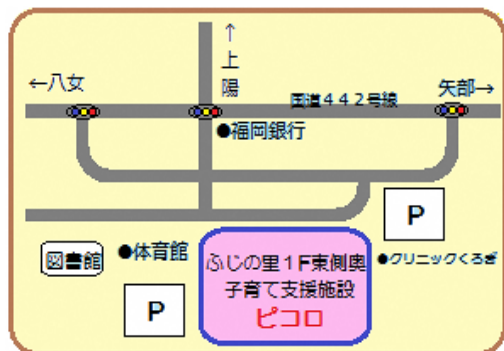 ↑
上
陽
←八女
国道442号線
矢部→
●福岡銀行
P
図書館
●体育館
ふじの里1F東側奥
子育て支援施設
ピコロ
●クリニックくろぎ
P